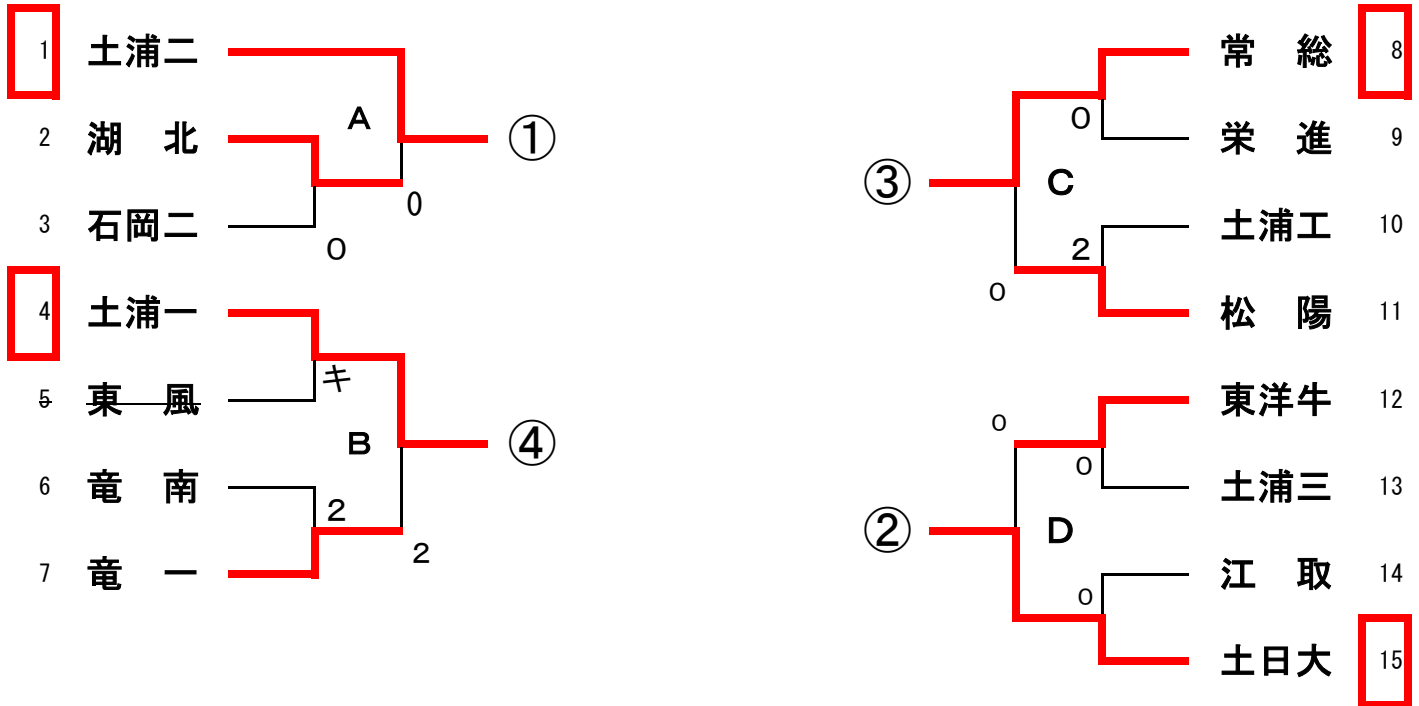 1 土浦二
A
2 湖 北
①
0
3 石岡二
0
4 土浦一
キ
5 東 風
B
④
6 竜 南
2
2
7 竜 一
常 総 8
0
栄 進 9
③
C
土浦工 10
2
0
松 陽 11
東洋牛 12
0
0
土浦三 13
②
D
江 取 14
0
土日大 15